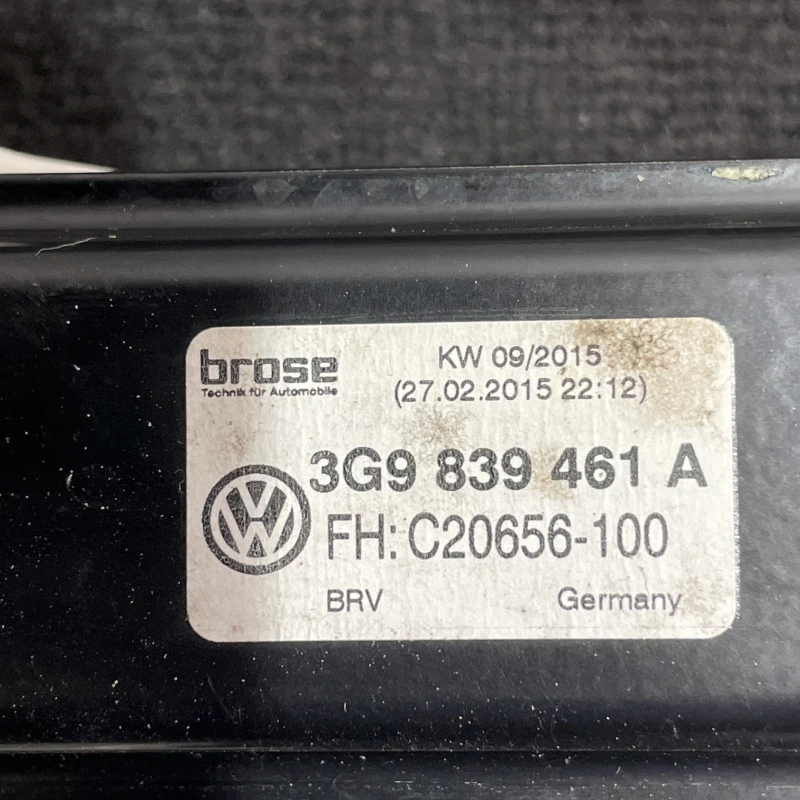 brose
Technik für Automobile
KW 09/2015
(27.02.2015 22:12)
3G9 839 461 A
FH: C20656-100
BRV Germany